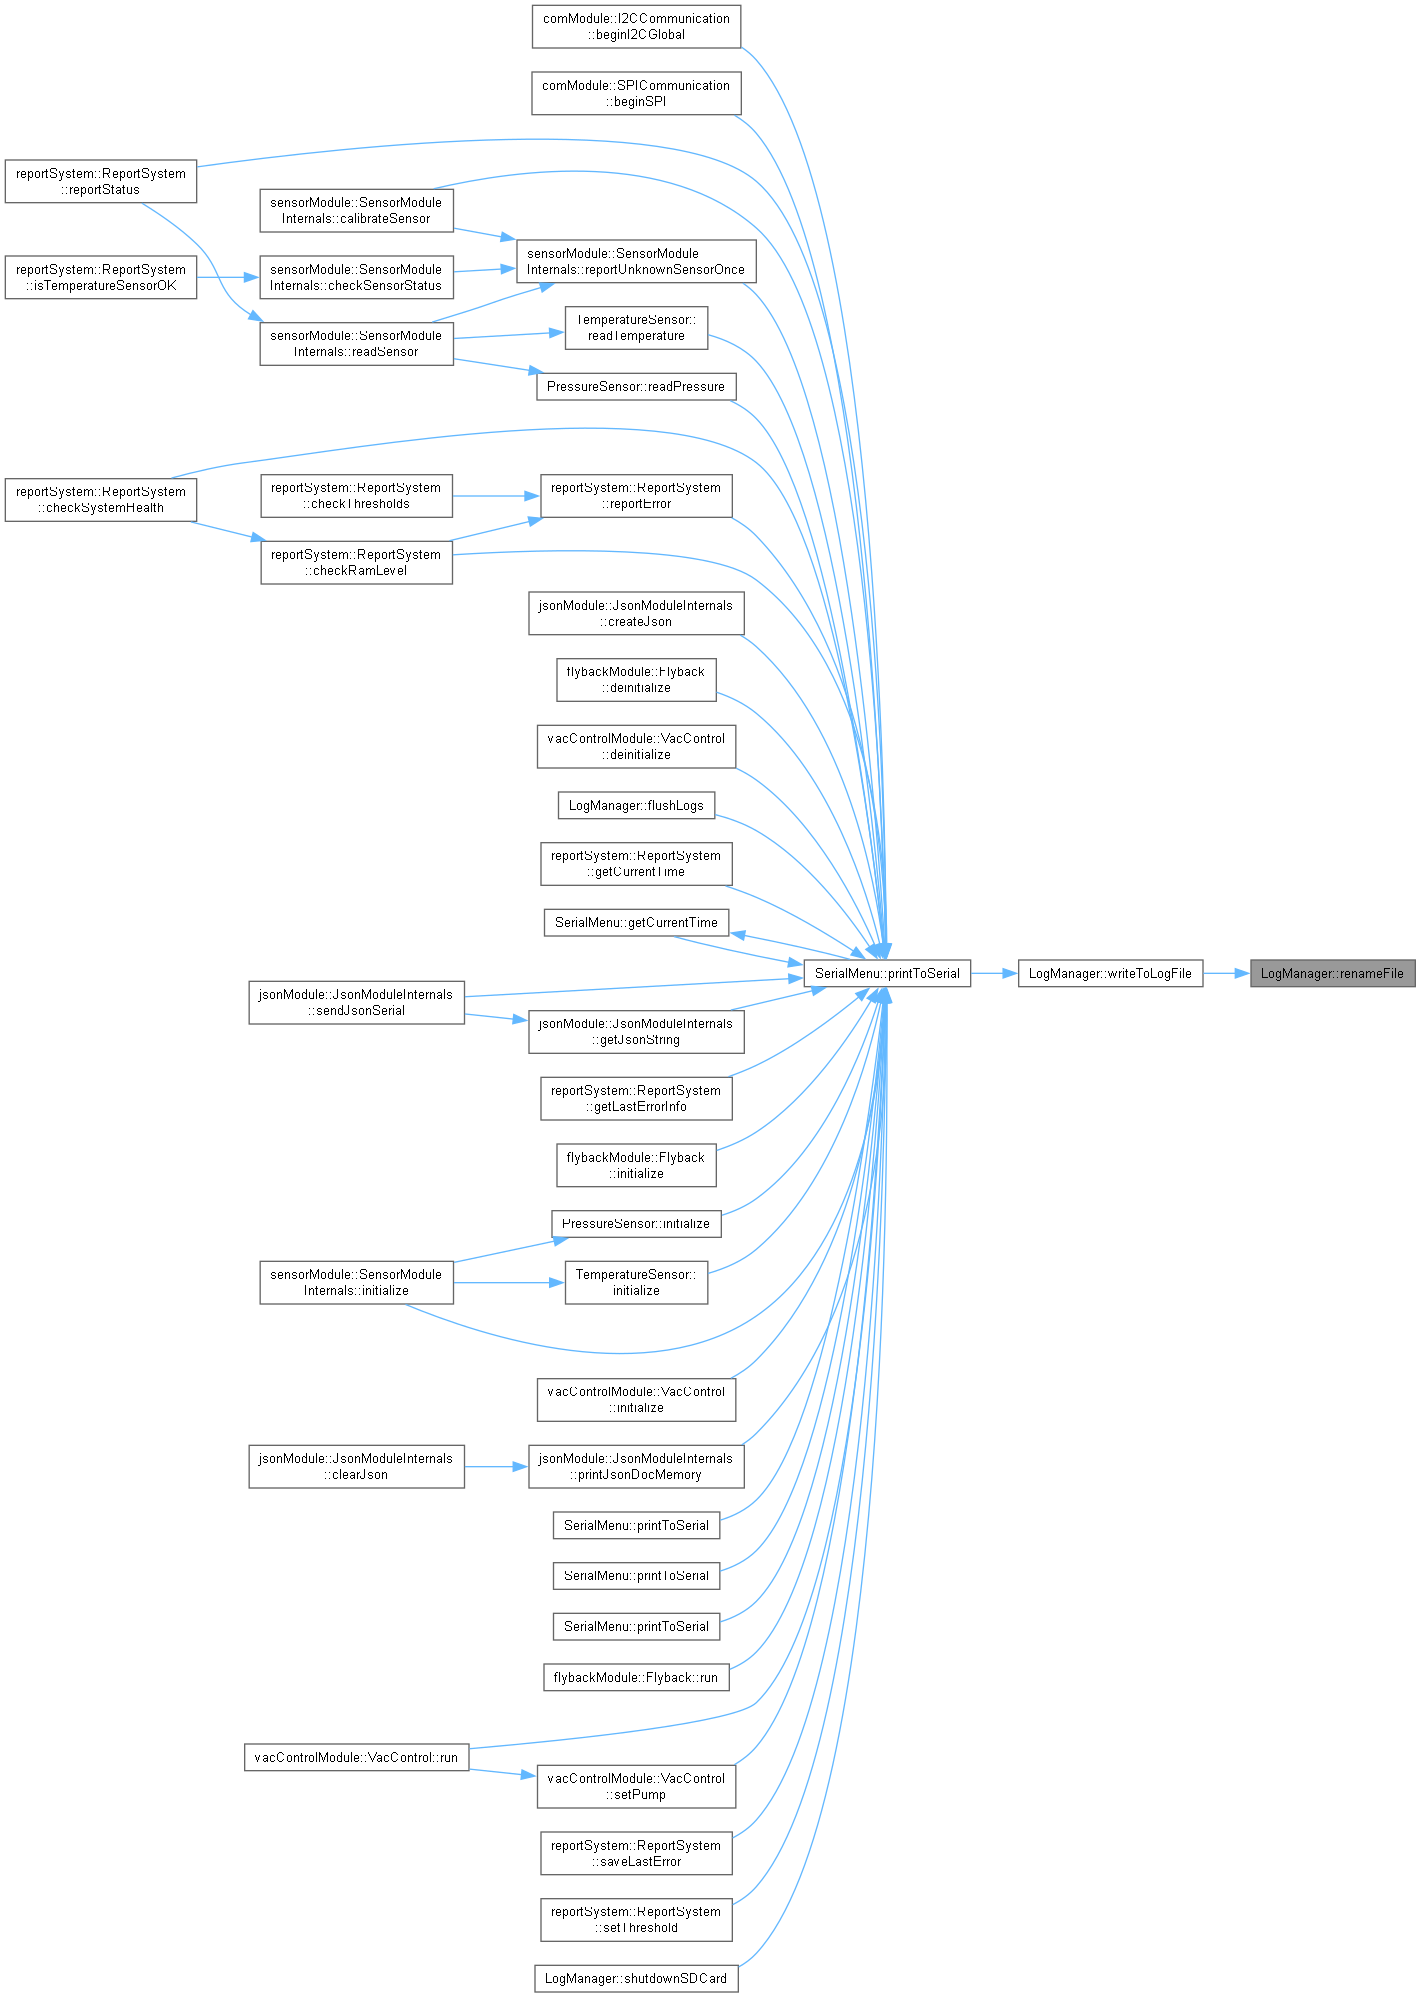 comModule::I2CCommunication
::beginI2CGlobal
comModule::SPICommunication
::beginSPI
reportSystem::ReportSystem
::reportStatus
sensorModule::SensorModule
Internals::calibrateSensor
sensorModule::SensorModule
Internals::reportUnknownSensorOnce
reportSystem::ReportSystem
::isTemperatureSensorOK
sensorModule::SensorModule
Internals::checkSensorStatus
TemperatureSensor::
readTemperature
sensorModule::SensorModule
Internals::readSensor
PressureSensor::readPressure
reportSystem::ReportSystem
::checkSystemHealth
reportSystem::ReportSystem
::checkThresholds
reportSystem::ReportSystem
::reportError
reportSystem::ReportSystem
::checkRamLevel
jsonModule::JsonModuleInternals
::createJson
flybackModule::Flyback
::deinitialize
vacControlModule::VacControl
::deinitialize
LogManager::flushLogs
reportSystem::ReportSystem
::getCurrentTime
SerialMenu::getCurrentTime
SerialMenu::printToSerial
LogManager::writeToLogFile
LogManager::renameFile
jsonModule::JsonModuleInternals
::sendJsonSerial
jsonModule::JsonModuleInternals
::getJsonString
reportSystem::ReportSystem
::getLastErrorInfo
flybackModule::Flyback
::initialize
PressureSensor::initialize
sensorModule::SensorModule
Internals::initialize
TemperatureSensor::
initialize
vacControlModule::VacControl
::initialize
jsonModule::JsonModuleInternals
::clearJson
jsonModule::JsonModuleInternals
::printJsonDocMemory
SerialMenu::printToSerial
SerialMenu::printToSerial
SerialMenu::printToSerial
flybackModule::Flyback::run
vacControlModule::VacControl::run
vacControlModule::VacControl
::setPump
reportSystem::ReportSystem
::saveLastError
reportSystem::ReportSystem
::setThreshold
LogManager::shutdownSDCard